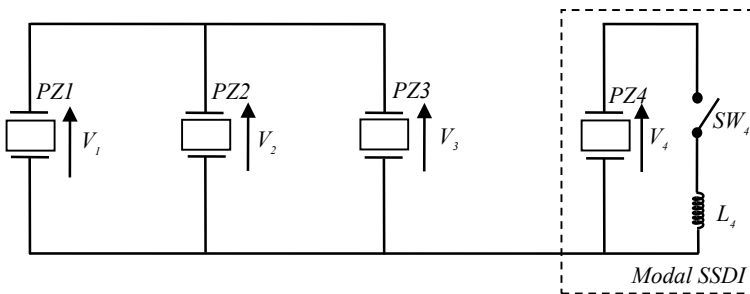 PZ1
PZ2
PZ3
PZ4
V₁
V₂
V₃
V₄
SW₄
L₄
Modal SSDI